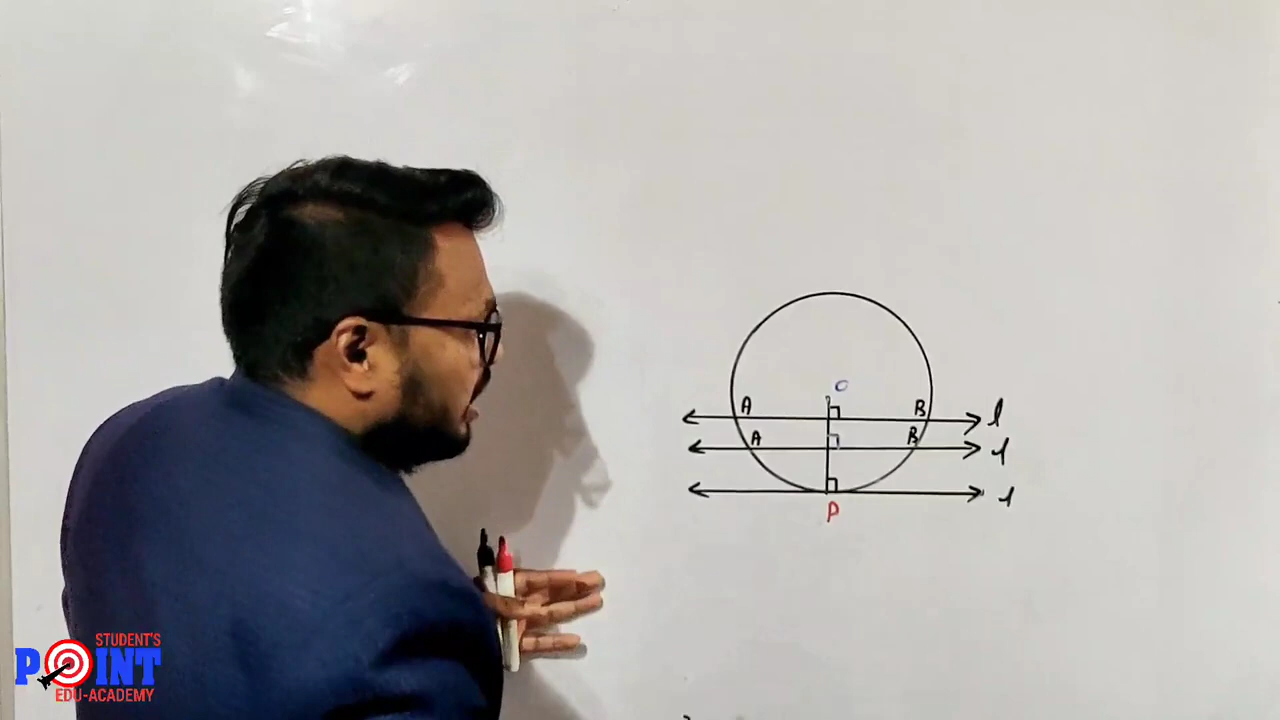 O
A B l
A B l
l
P
STUDENT'S
POINT
EDU-ACADEMY